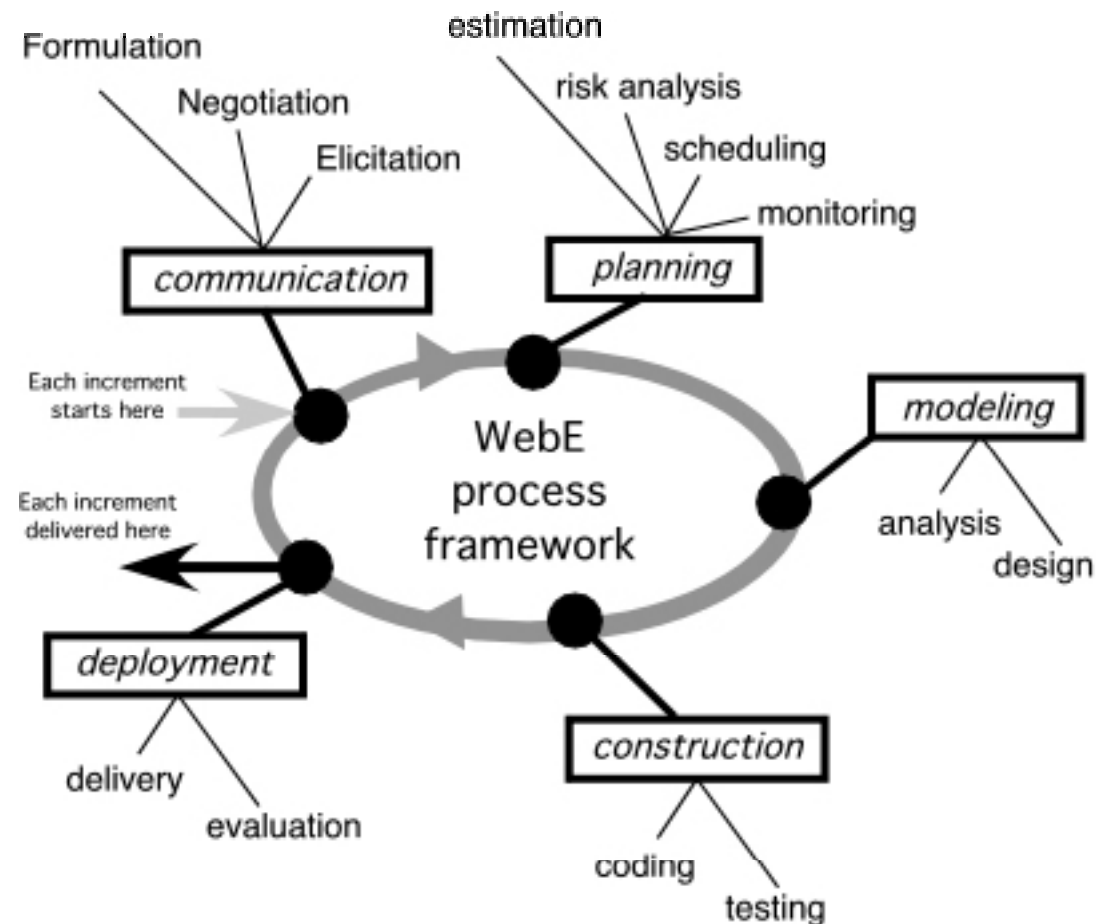 Formulation
Negotiation
Elicitation
communication
estimation
risk analysis
scheduling
monitoring
planning
Each increment
starts here
WebE
process
framework
modeling
analysis
design
Each increment
delivered here
deployment
delivery
evaluation
construction
coding
testing